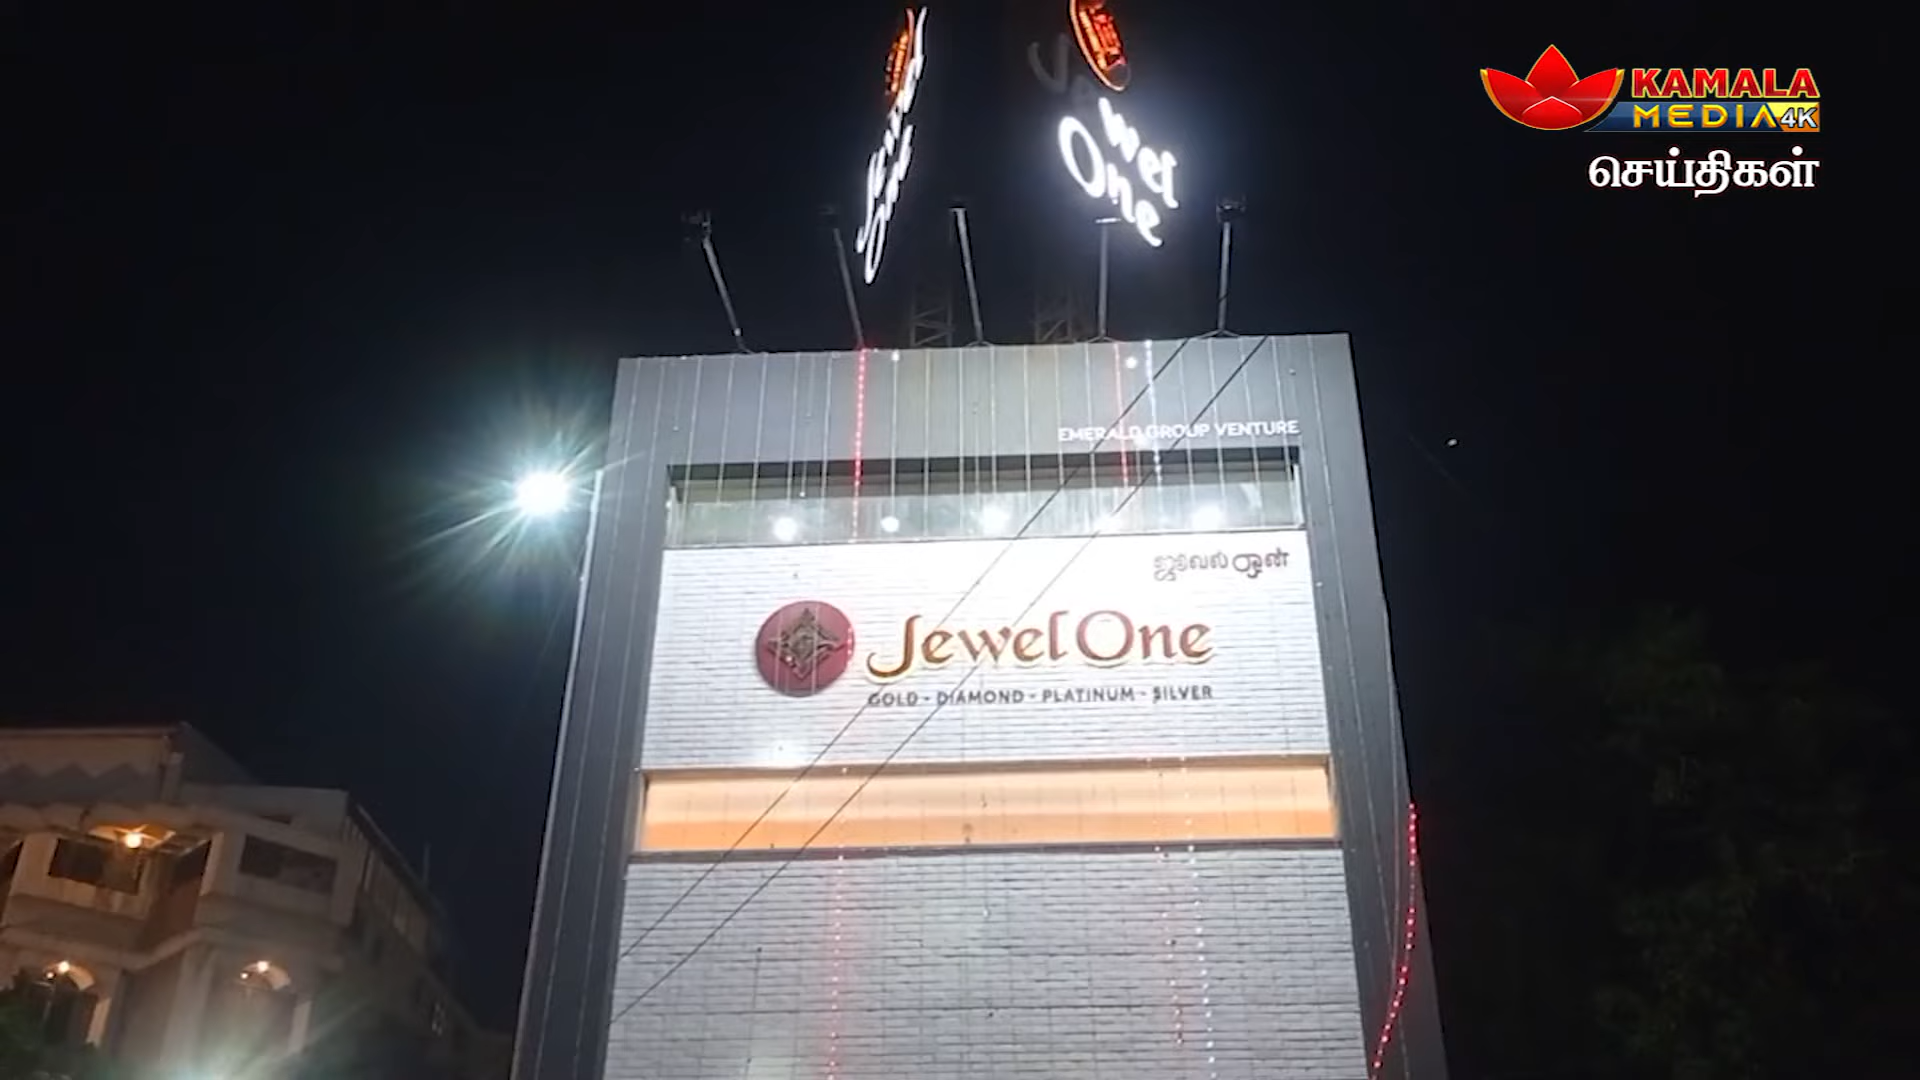 KAMALA
MEDIA 4K
செய்திகள்
Jewel
One
EMERALD GROUP VENTURE
ஜூவல் ஒன்
Jewel One
GOLD - DIAMOND - PLATINUM - SILVER